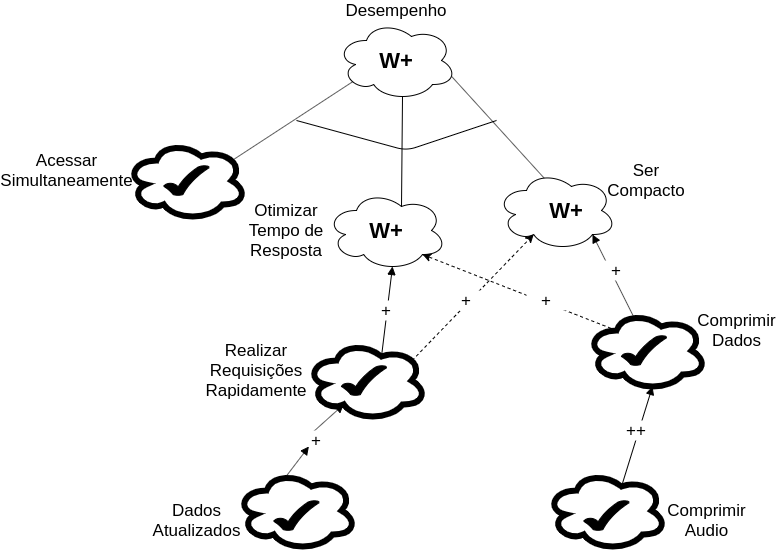 Desempenho
W+
Acessar
Simultaneamente
Ser
Compacto
W+
Otimizar
Tempo de
Resposta
W+
+
+
+
+
Comprimir
Dados
Realizar
Requisições
Rapidamente
+
++
Dados
Atualizados
Comprimir
Audio